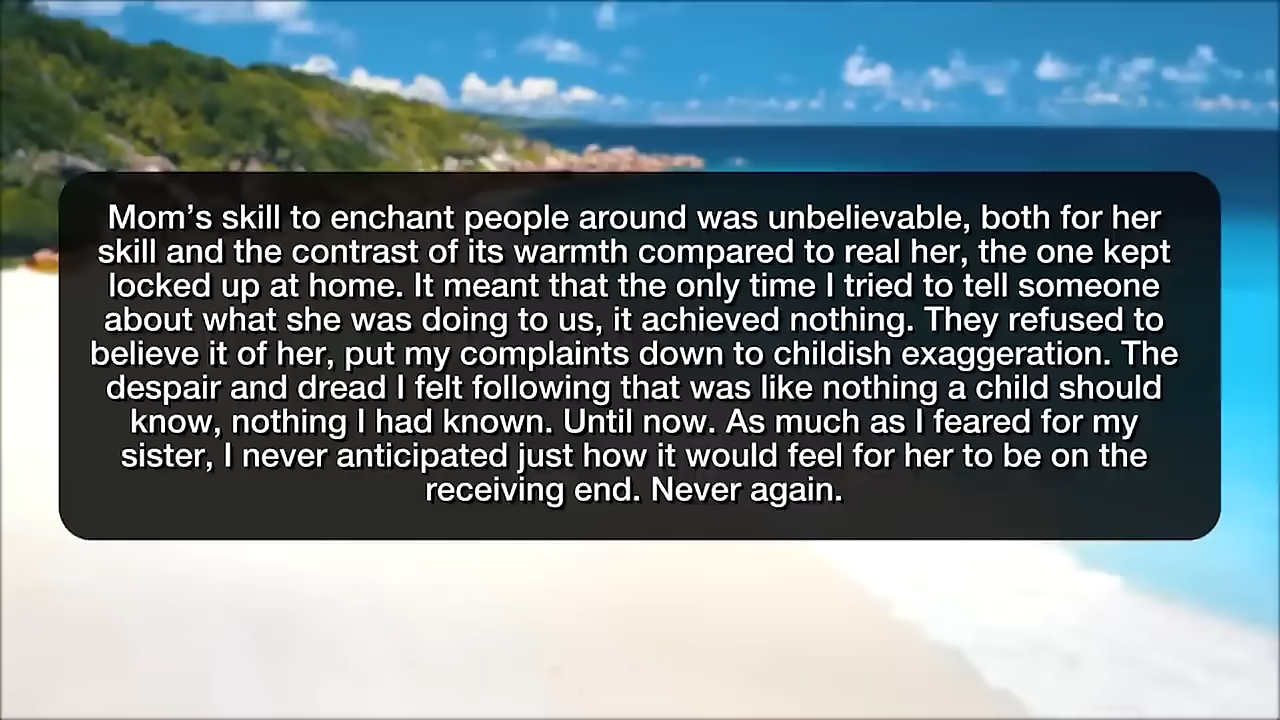 Mom’s skill to enchant people around was unbelievable, both for her
skill and the contrast of its warmth compared to real her, the one kept
locked up at home. It meant that the only time I tried to tell someone
about what she was doing to us, it achieved nothing. They refused to
believe it of her, put my complaints down to childish exaggeration. The
despair and dread I felt following that was like nothing a child should
know, nothing I had known. Until now. As much as I feared for my
sister, I never anticipated just how it would feel for her to be on the
receiving end. Never again.